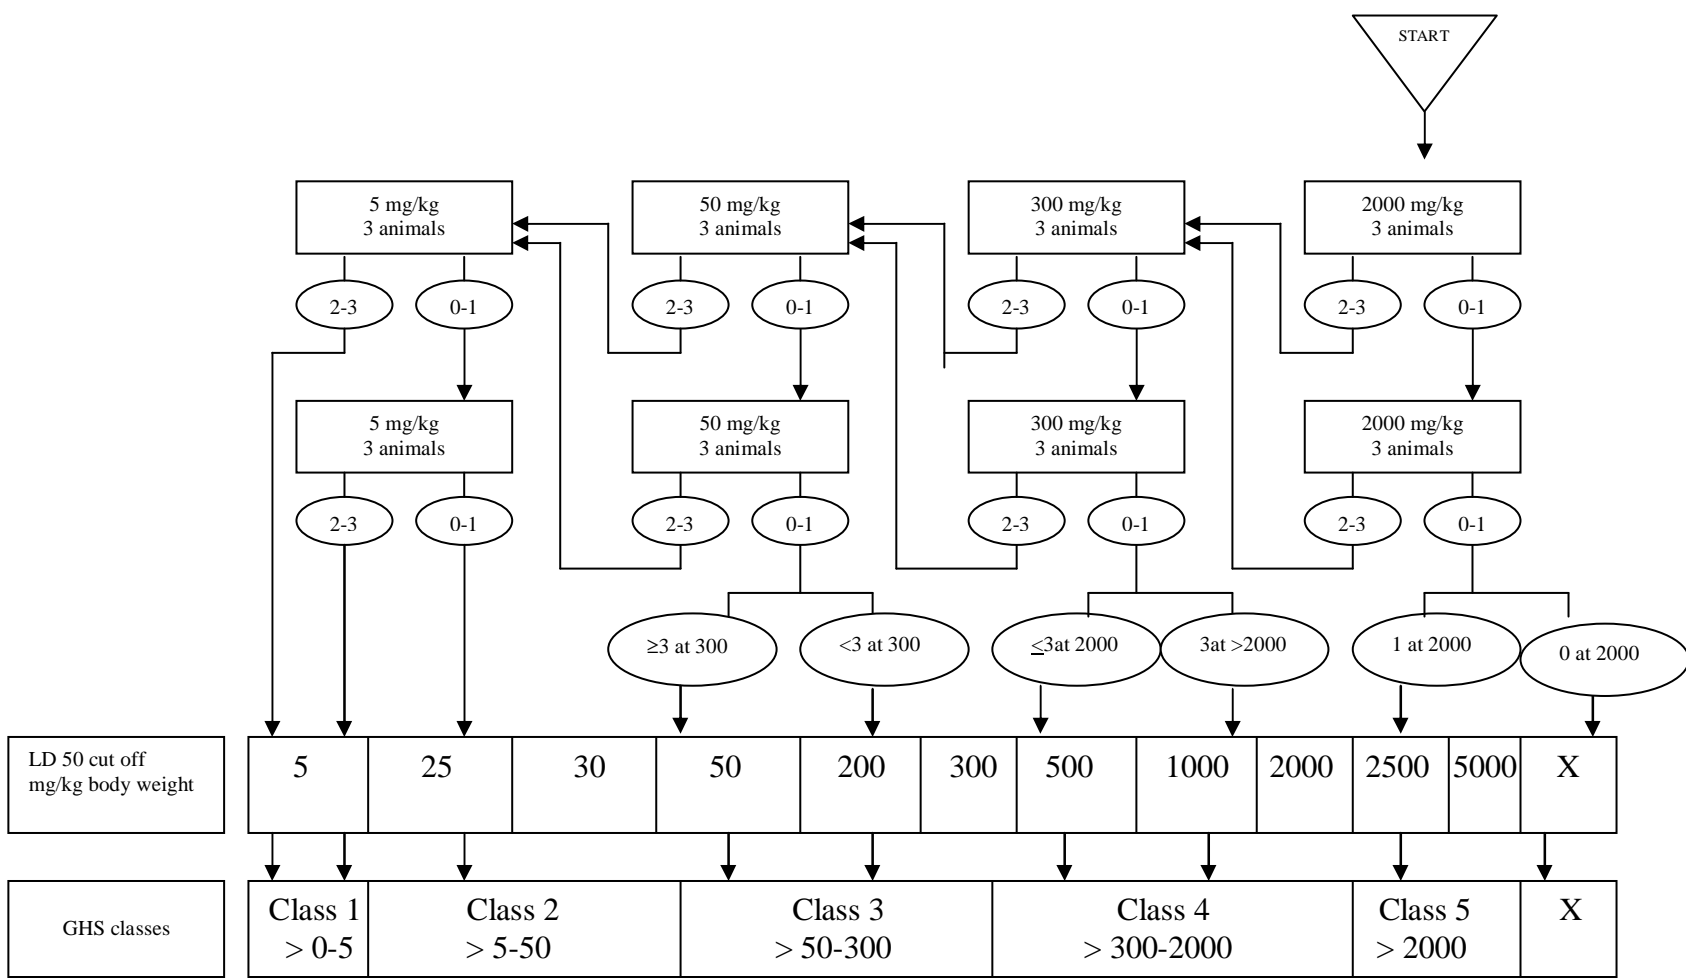 START
5 mg/kg
3 animals
50 mg/kg
3 animals
300 mg/kg
3 animals
2000 mg/kg
3 animals
2-3
0-1
2-3
0-1
2-3
0-1
2-3
0-1
5 mg/kg
3 animals
50 mg/kg
3 animals
300 mg/kg
3 animals
2000 mg/kg
3 animals
2-3
0-1
2-3
0-1
2-3
0-1
2-3
0-1
≥3 at 300
<3 at 300
≤3at 2000
3at >2000
1 at 2000
0 at 2000
LD 50 cut off
mg/kg body weight
5
25
30
50
200
300
500
1000
2000
2500
5000
X
GHS classes
Class 1
> 0-5
Class 2
> 5-50
Class 3
> 50-300
Class 4
> 300-2000
Class 5
> 2000
X